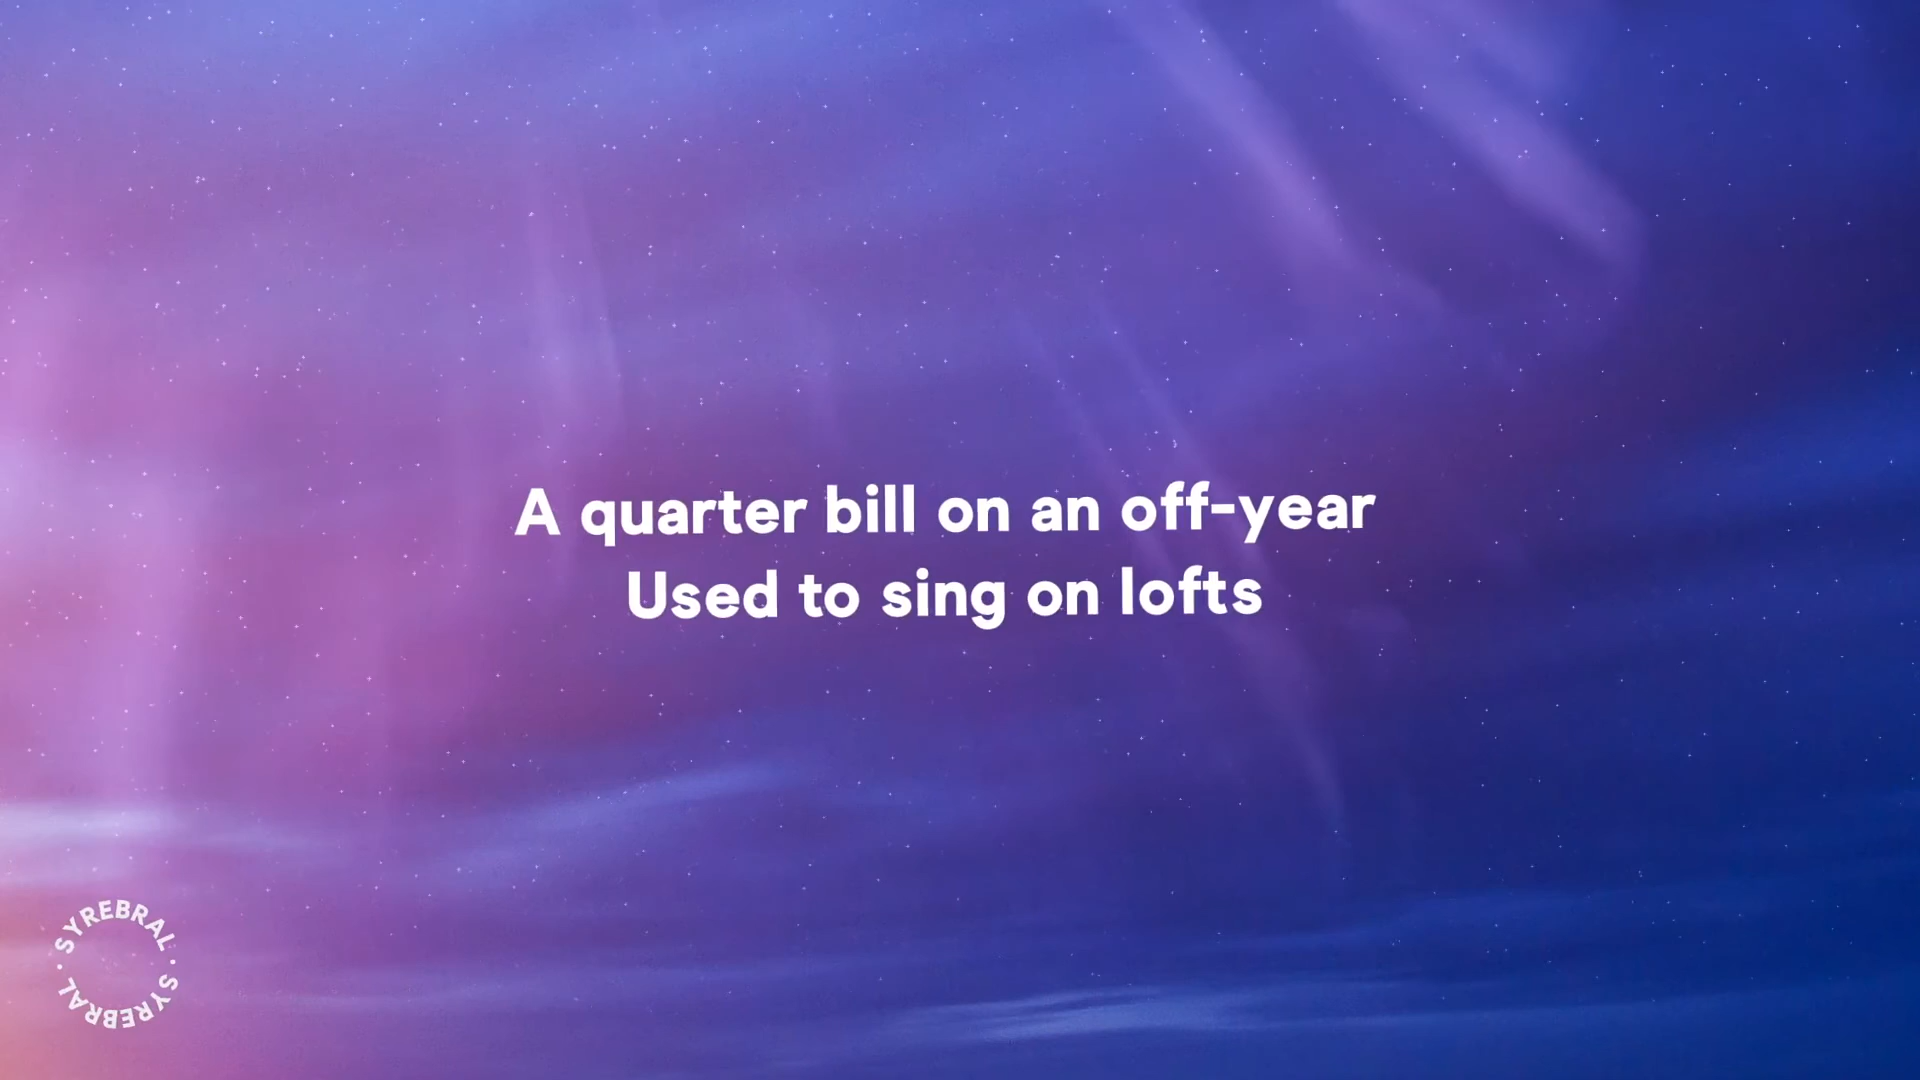 A quarter bill on an off-year
Used to sing on lofts
SYREBRAL · SYREBRAL ·